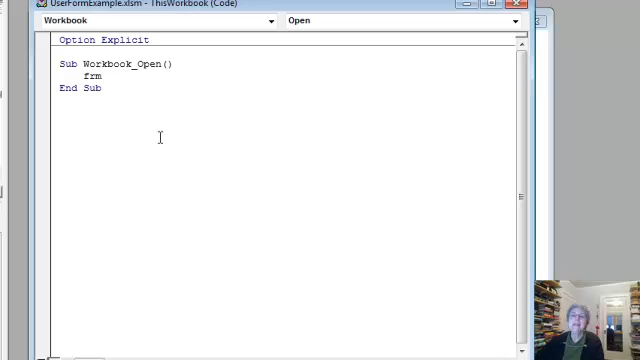 UserFormExample.xlsm - ThisWorkbook (Code)
Workbook Open
Option Explicit
Sub Workbook_Open()
frm
End Sub